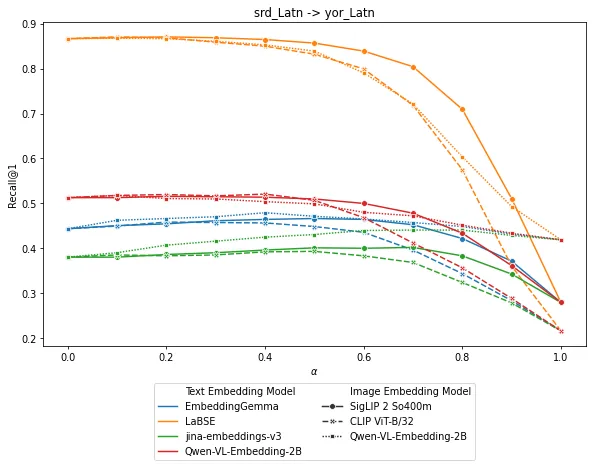 srd_Latn -> yor_Latn
Recall@1
0.9
0.8
0.7
0.6
0.5
0.4
0.3
0.2
0.0
0.2
0.4
0.6
0.8
1.0
α
Text Embedding Model
EmbeddingGemma
LaBSE
jina-embeddings-v3
Qwen-VL-Embedding-2B
Image Embedding Model
SigLIP 2 So400m
CLIP ViT-B/32
Qwen-VL-Embedding-2B